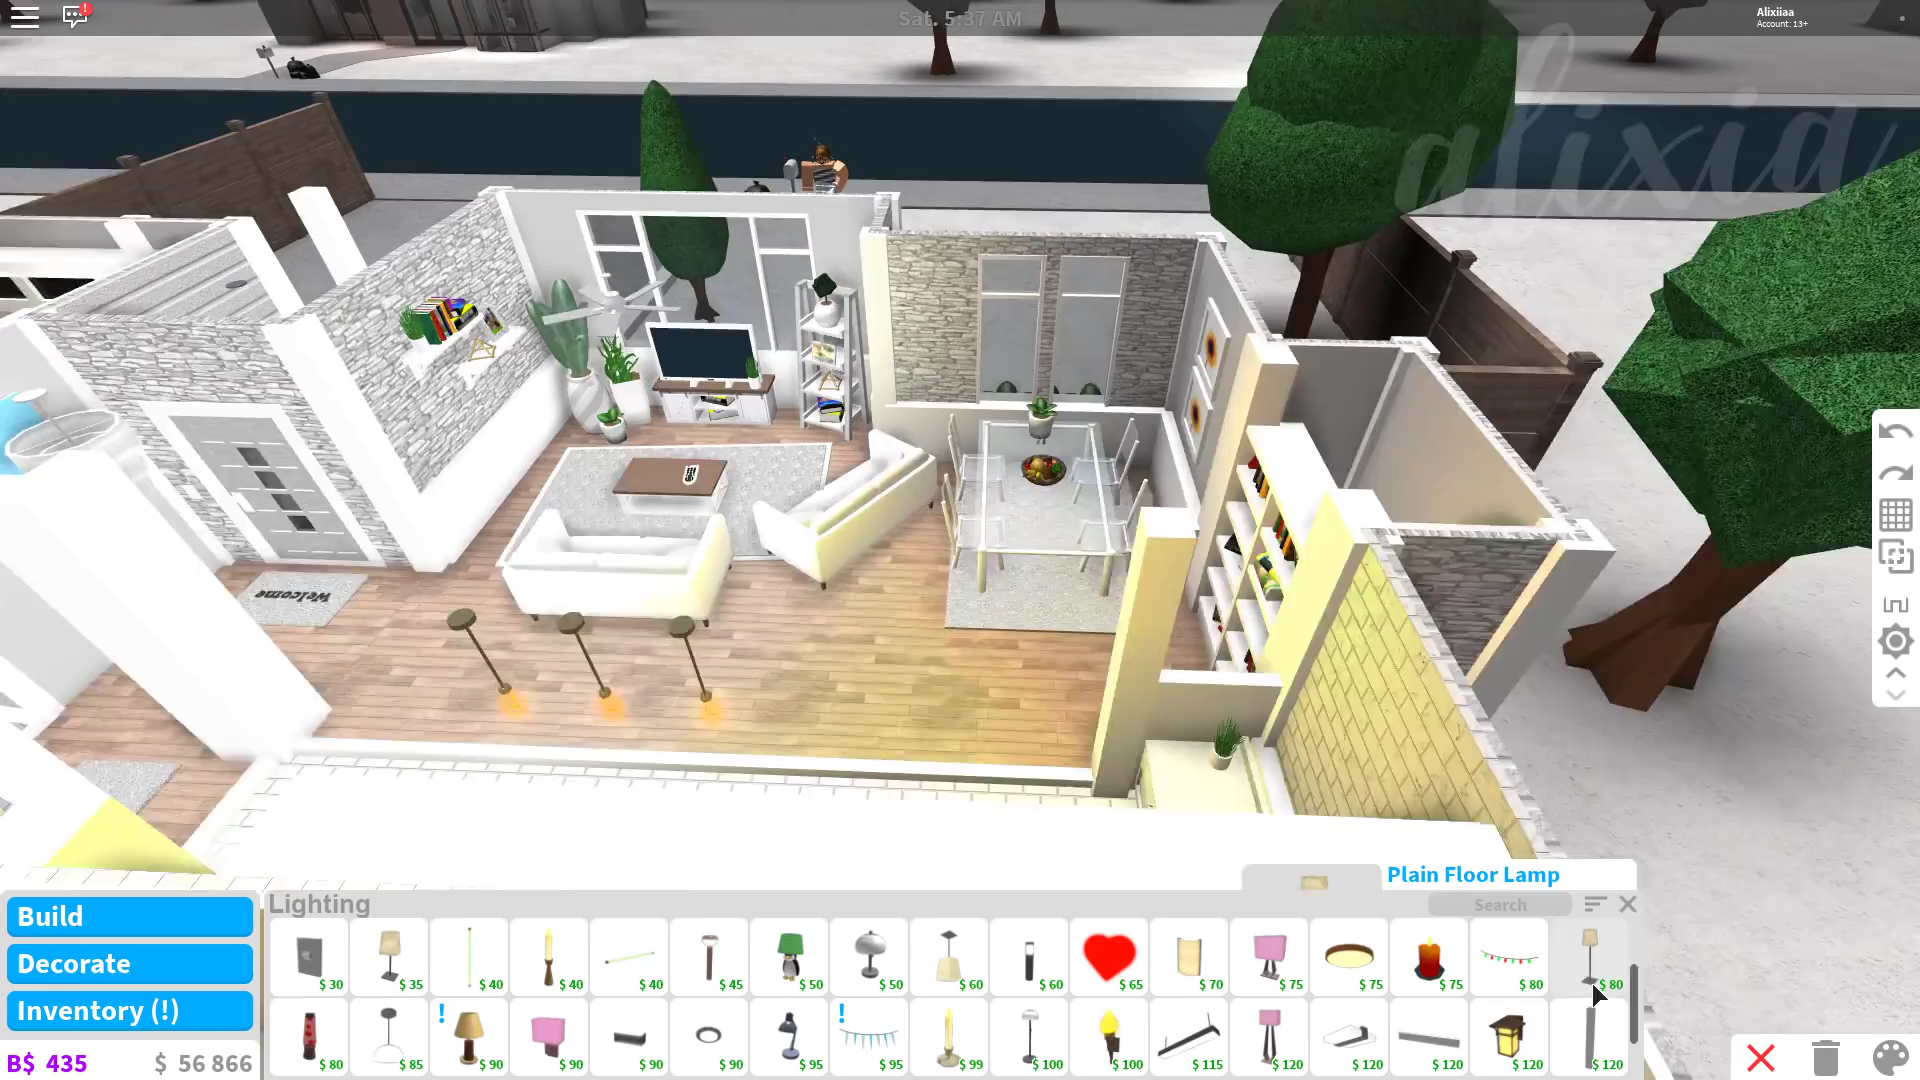 Sat. 5:37 AM
Alixiiaa
Account: 13+
alixia
Welcome
Plain Floor Lamp
Lighting
Search
Build
Decorate
Inventory (!)
B$ 435
$ 56 866
$ 30 $ 35 $ 40 $ 40 $ 40 $ 45 $ 50 $ 50 $ 60 $ 60 $ 65 $ 70 $ 75 $ 75 $ 75 $ 80 $ 80
! !
$ 80 $ 85 $ 90 $ 90 $ 90 $ 90 $ 95 $ 95 $ 99 $ 100 $ 100 $ 115 $ 120 $ 120 $ 120 $ 120 $ 120